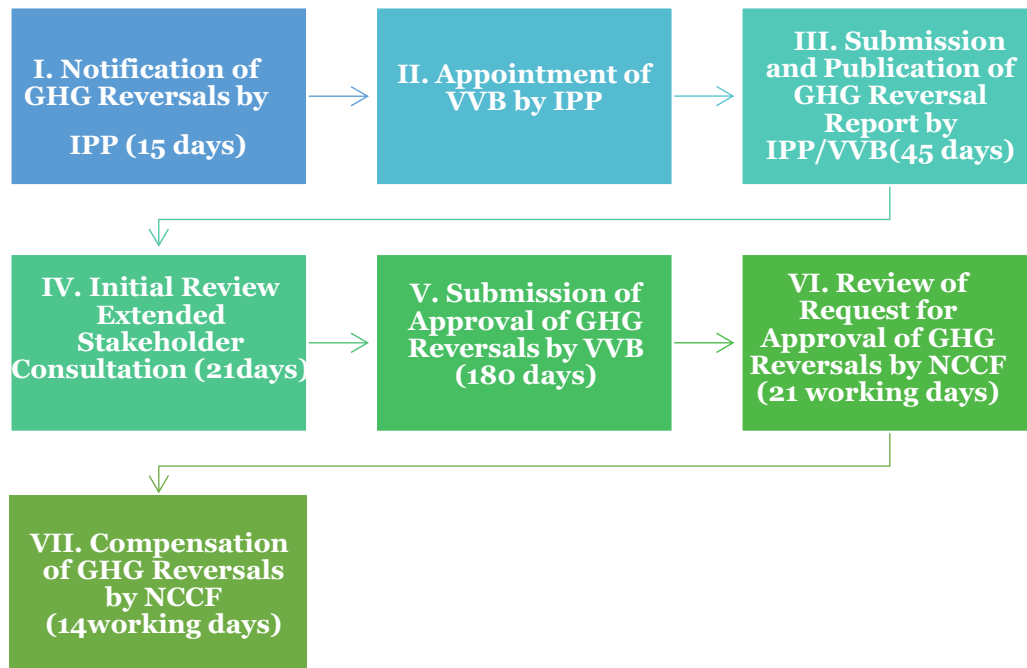 I. Notification of
GHG Reversals by
IPP (15 days)
II. Appointment of
VVB by IPP
III. Submission
and Publication of
GHG Reversal
Report by
IPP/VVB(45 days)
IV. Initial Review
Extended
Stakeholder
Consultation (21days)
V. Submission of
Approval of GHG
Reversals by VVB
(180 days)
VI. Review of
Request for
Approval of GHG
Reversals by NCCF
(21 working days)
VII. Compensation
of GHG Reversals
by NCCF
(14working days)